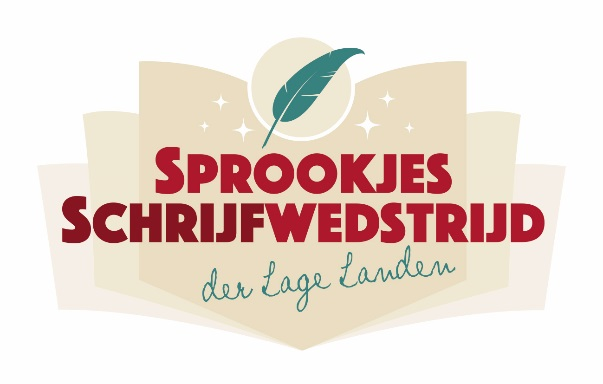 SPROOKJES
SCHRIJFWEDSTRIJD
der Lage Landen